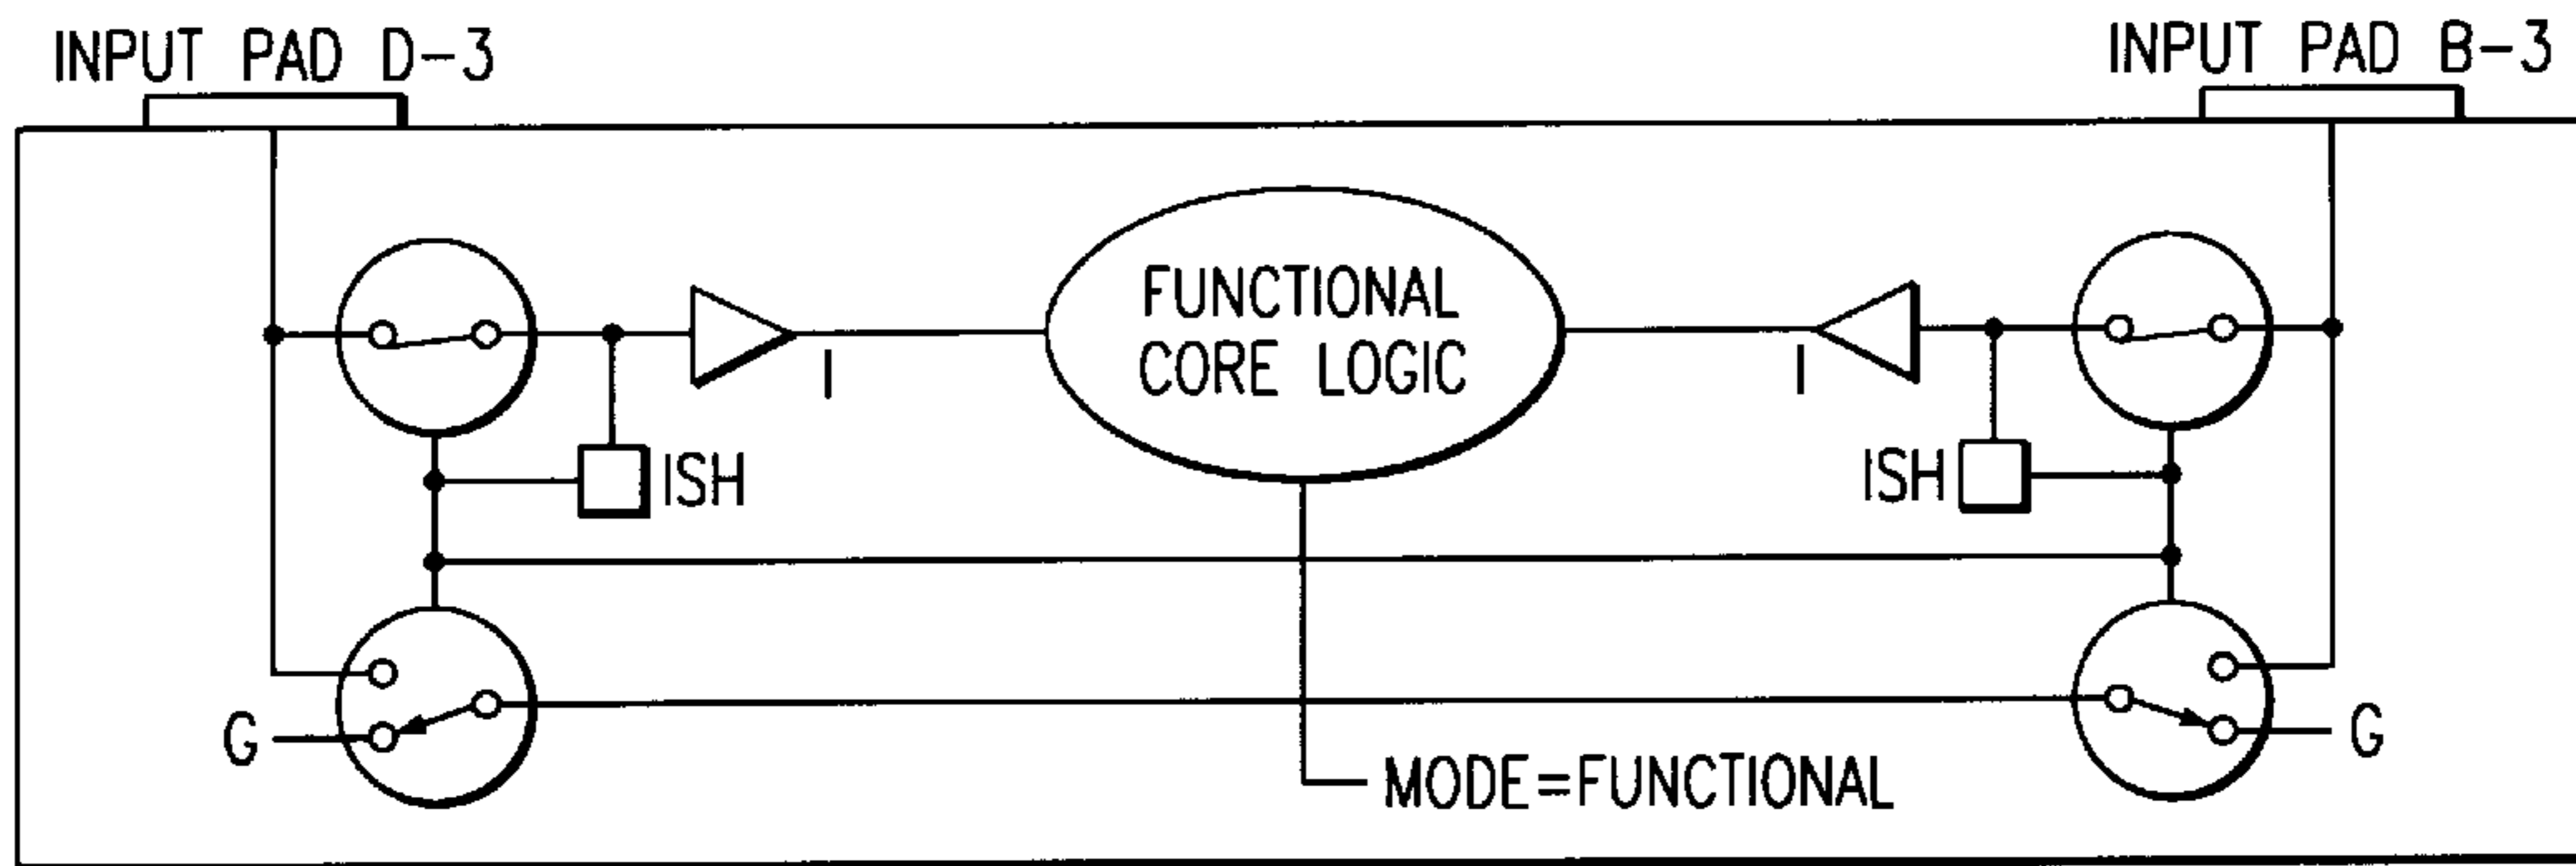 INPUT PAD D-3
INPUT PAD B-3
FUNCTIONAL
CORE LOGIC
I
I
ISH
ISH
G
G
MODE=FUNCTIONAL